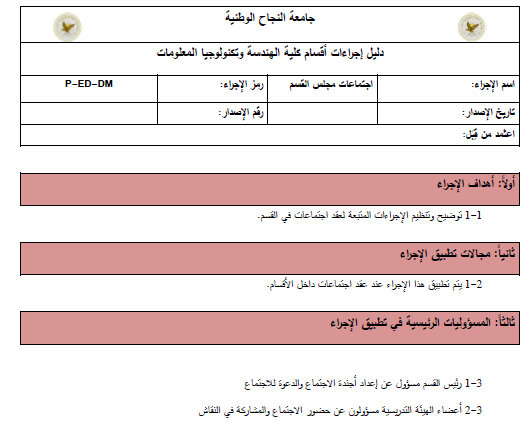 جامعة النجاح الوطنية
دليل إجراءات أقسام كلية الهندسة وتكنولوجيا المعلومات
اسم الإجراء: اجتماعات مجلس القسم رمز الإجراء: P-ED-DM
تاريخ الإصدار: رقم الإصدار:
اعتمد من قِبَل:
أولاً: أهداف الإجراء
1-1 توضيح وتنظيم الإجراءات المتبعة لعقد اجتماعات في القسم.
ثانياً: مجالات تطبيق الإجراء
1-2 يتم تطبيق هذا الإجراء عند عقد اجتماعات داخل الأقسام.
ثالثاً: المسؤوليات الرئيسية في تطبيق الإجراء
1-3 رئيس القسم مسؤول عن إعداد أجندة الاجتماع والدعوة للاجتماع
2-3 أعضاء الهيئة التدريسية مسؤولون عن حضور الاجتماع والمشاركة في النقاش